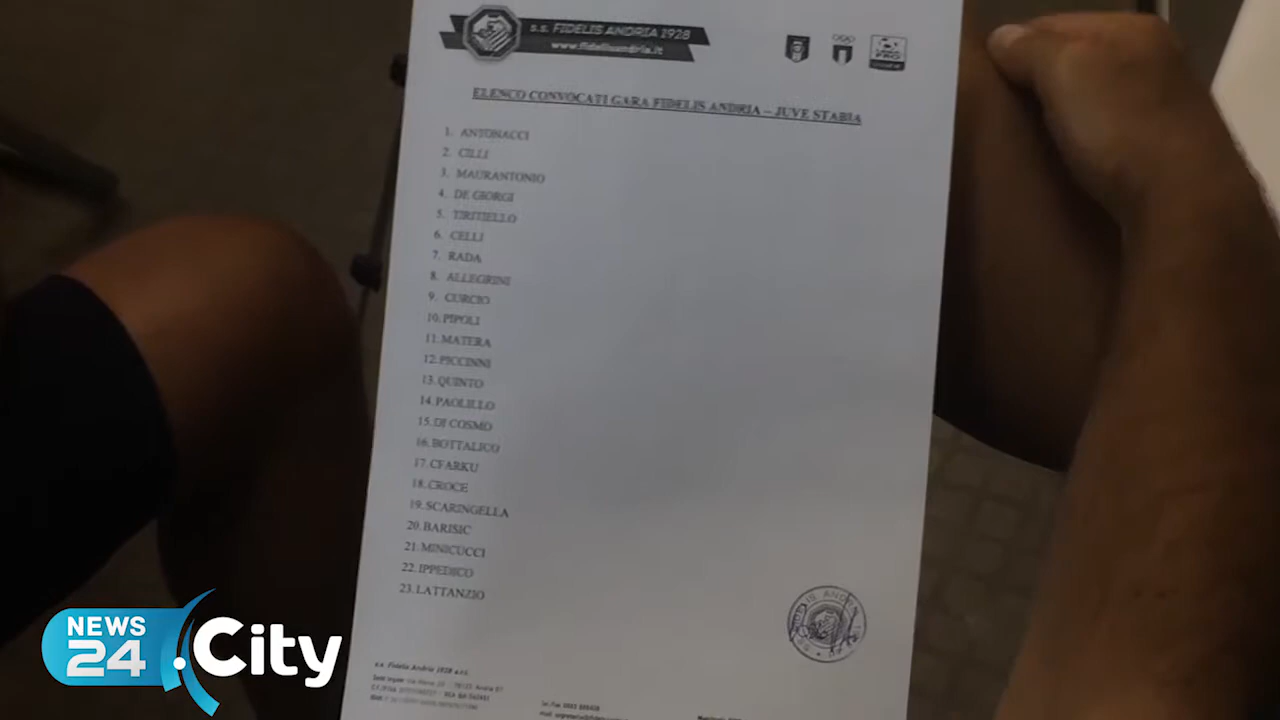 s.s. FIDELIS ANDRIA 1928
www.fidelisandria.it
ELENCO CONVOCATI GARA FIDELIS ANDRIA – JUVE STABIA
1. ANTONACCI
2. CILLI
3. MAURANTONIO
4. DE GIORGI
5. TIRITIELLO
6. CELLI
7. RADA
8. ALLEGRINI
9. CURCIO
10. PIPOLI
11. MATERA
12. PICCINNI
13. QUINTO
14. PAOLILLO
15. DI COSMO
16. BOTTALICO
17. CFARKU
18. CROCE
19. SCARINGELLA
20. BARISIC
21. MINICUCCI
22. IPPEDICO
23. LATTANZIO
s.s. Fidelis Andria 1928 a.r.l.
NEWS
24
.City